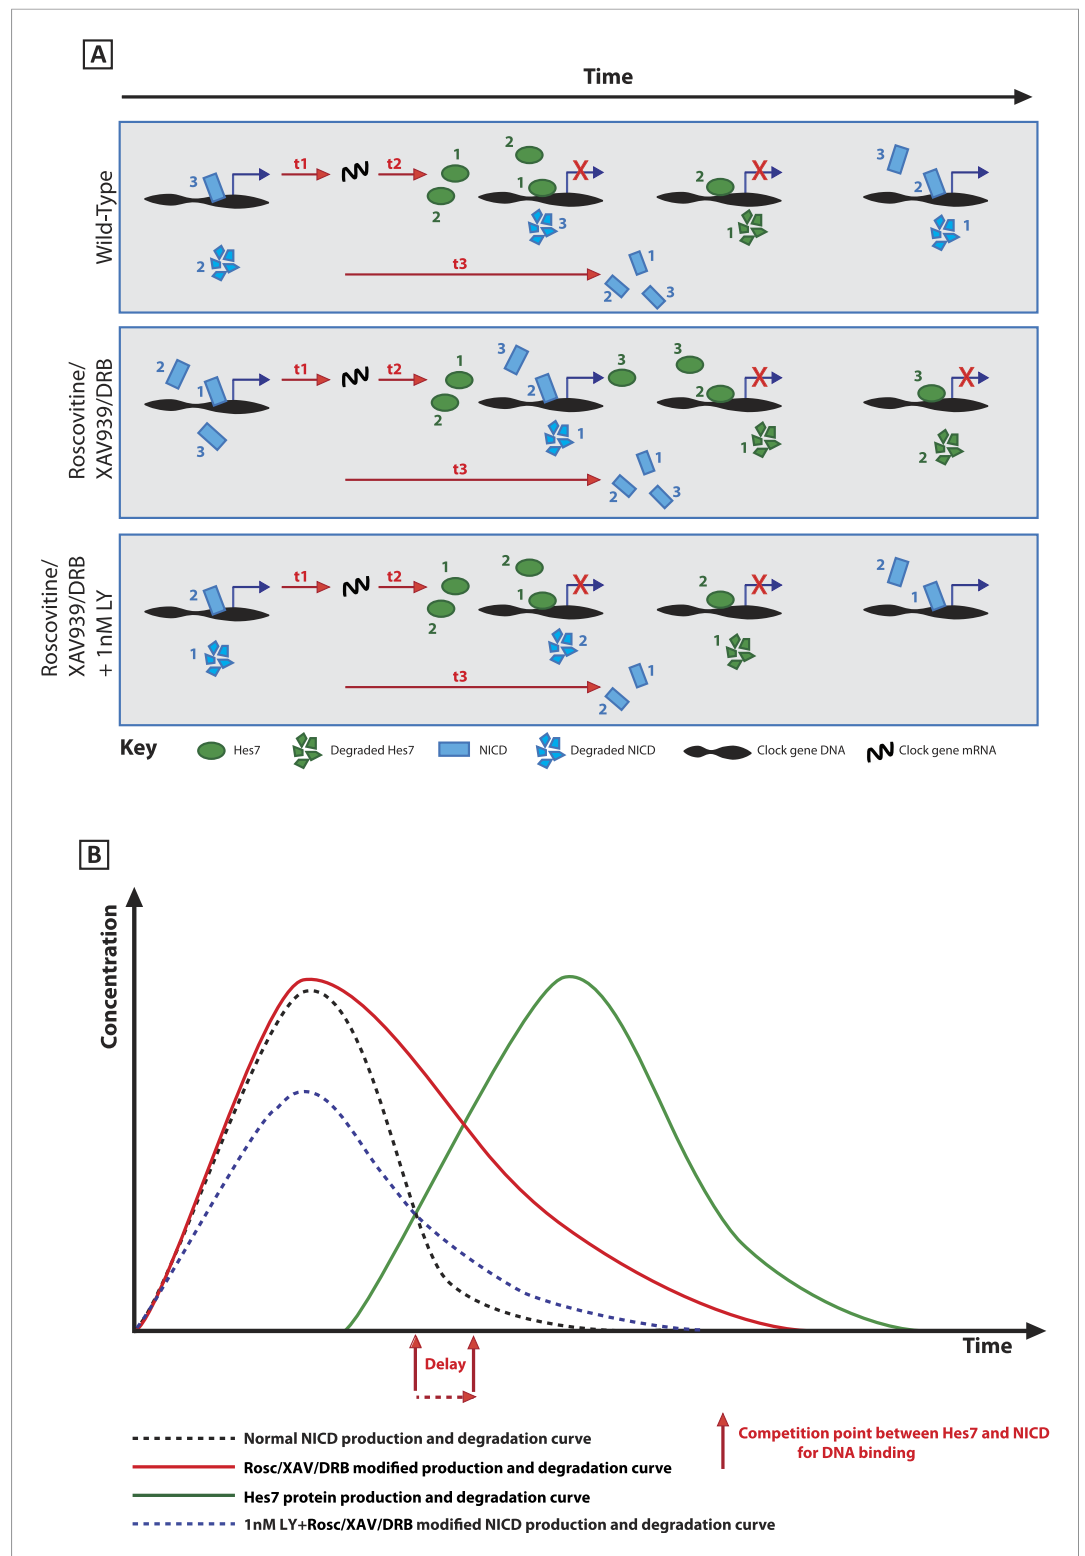 A
Time
Wild-Type
3
t1
t2
1
2
2
1
3
2
1
3
2
1
2
t3
1
2
3
Roscovitine/
XAV939/DRB
2
1
3
t1
t2
1
2
3
2
1
3
3
2
1
3
2
t3
1
2
3
Roscovitine/
XAV939/DRB
+ 1nM LY
2
1
t1
t2
1
2
2
1
2
2
1
2
1
t3
1
2
Key
Hes7
Degraded Hes7
NICD
Degraded NICD
Clock gene DNA
Clock gene mRNA
B
Concentration
Time
Delay
Normal NICD production and degradation curve
Rosc/XAV/DRB modified production and degradation curve
Hes7 protein production and degradation curve
1nM LY+Rosc/XAV/DRB modified NICD production and degradation curve
Competition point between Hes7 and NICD
for DNA binding